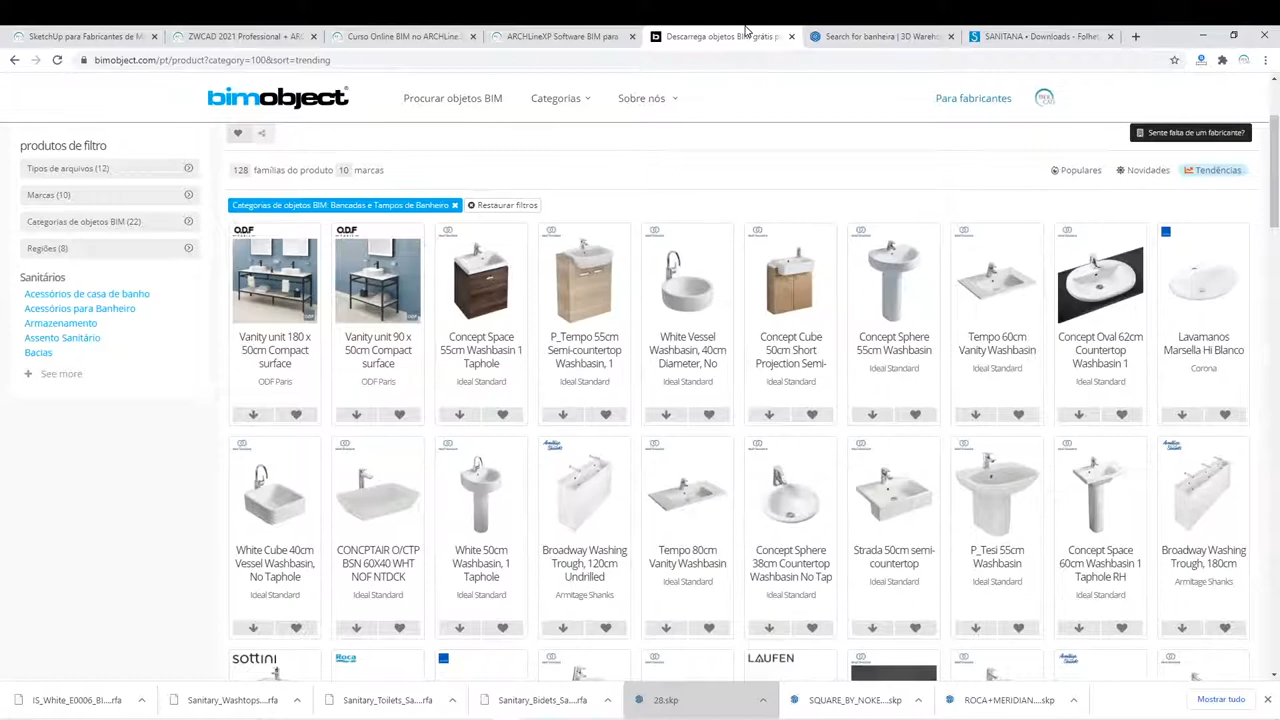 SketchUp para Fabricantes de M
ZWCAD 2021 Professional + AR
Curso Online BIM no ARCHLine
ARCHLineXP Software BIM para
Descarrega objetos BIM grátis p
Search for banheira | 3D Wareh
SANITANA • Downloads - Folhet
bimobject.com/pt/product?category=100&sort=trending
bimobject
Procurar objetos BIM
Categorias
Sobre nós
Para fabricantes
produtos de filtro
Sente falta de um fabricante?
Tipos de arquivos (12)
128 famílias do produto 10 marcas
Populares
Novidades
Tendências
Marcas (10)
Categorias de objetos BIM: Bancadas e Tampos de Banheiro
Restaurar filtros
Categorias de objetos BIM (22)
Regiões (8)
Sanitários
Acessórios de casa de banho
Acessórios para Banheiro
Armazenamento
Assento Sanitário
Bacias
See more
ODF
ODF
Vanity unit 180 x
50cm Compact
surface
ODF Paris
Vanity unit 90 x
50cm Compact
surface
ODF Paris
Concept Space
55cm Washbasin 1
Taphole
Ideal Standard
P_Tempo 55cm
Semi-countertop
Washbasin, 1
Ideal Standard
White Vessel
Washbasin, 40cm
Diameter, No
Ideal Standard
Concept Cube
50cm Short
Projection Semi-
Ideal Standard
Concept Sphere
55cm Washbasin
Ideal Standard
Tempo 60cm
Vanity Washbasin
Ideal Standard
Concept Oval 62cm
Countertop
Washbasin 1
Ideal Standard
Lavamanos
Marsella Hi Blanco
Corona
White Cube 40cm
Vessel Washbasin,
No Taphole
Ideal Standard
CONCPTAIR O/CTP
BSN 60X40 WHT
NOF NTDCK
Ideal Standard
White 50cm
Washbasin, 1
Taphole
Ideal Standard
Broadway Washing
Trough, 120cm
Undrilled
Armitage Shanks
Tempo 80cm
Vanity Washbasin
Ideal Standard
Concept Sphere
38cm Countertop
Washbasin No Tap
Ideal Standard
Strada 50cm semi-
countertop
Ideal Standard
P_Tesi 55cm
Washbasin
Ideal Standard
Concept Space
60cm Washbasin 1
Taphole RH
Ideal Standard
Broadway Washing
Trough, 180cm
Armitage Shanks
sottini
Roca
LAUFEN
IS_White_E0006_BI....rfa
Sanitary_Washtops....rfa
Sanitary_Toilets_Sa....rfa
Sanitary_Bidets_Sa....rfa
28.skp
SQUARE_BY_NOKE....skp
ROCA+MERIDIAN....skp
Mostrar tudo